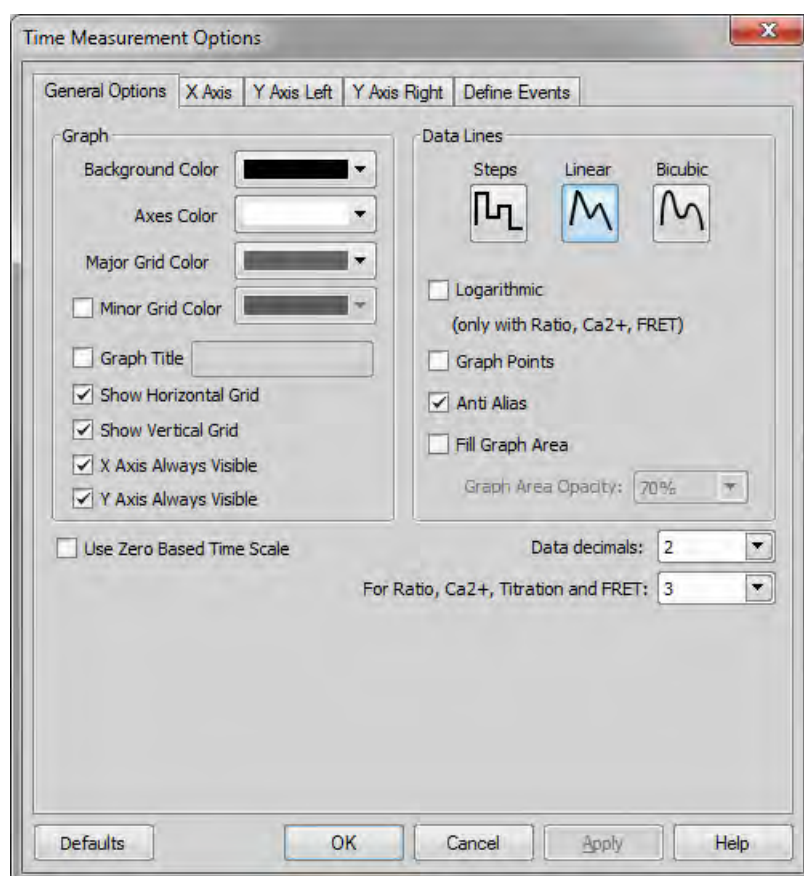 Time Measurement Options
General Options X Axis Y Axis Left Y Axis Right Define Events
Graph
Background Color
Axes Color
Major Grid Color
Minor Grid Color
Graph Title
Show Horizontal Grid
Show Vertical Grid
X Axis Always Visible
Y Axis Always Visible
Data Lines
Steps Linear Bicubic
Logarithmic
(only with Ratio, Ca2+, FRET)
Graph Points
Anti Alias
Fill Graph Area
Graph Area Opacity: 70%
Use Zero Based Time Scale
Data decimals: 2
For Ratio, Ca2+, Titration and FRET: 3
Defaults OK Cancel Apply Help